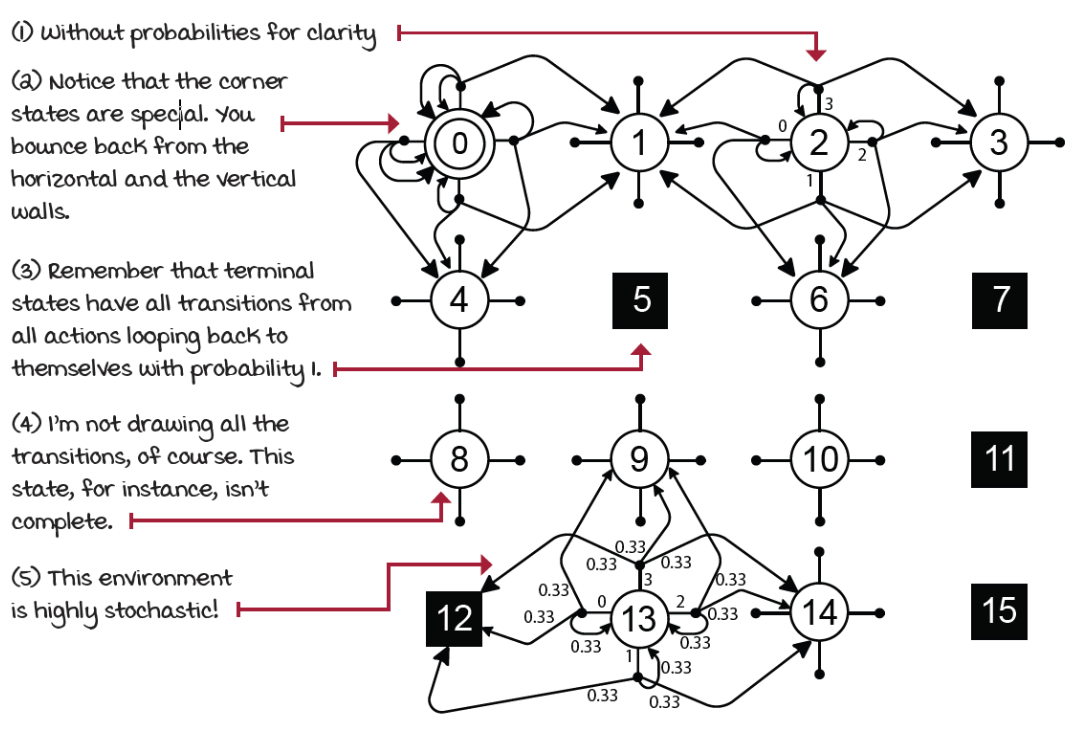 (1) Without probabilities for clarity
(2) Notice that the corner
states are special. You
bounce back from the
horizontal and the vertical
walls.
(3) Remember that terminal
states have all transitions from
all actions looping back to
themselves with probability 1.
(4) I'm not drawing all the
transitions, of course. This
state, for instance, isn't
complete.
(5) This environment
is highly stochastic!
0
1
2
3
3
0
2
1
4
5
6
7
8
9
10
11
12
13
14
15
0.33
0.33
0.33
3
0.33
0.33
0.33
0
2
0.33
0.33
0.33
1
0.33
0.33
0.33